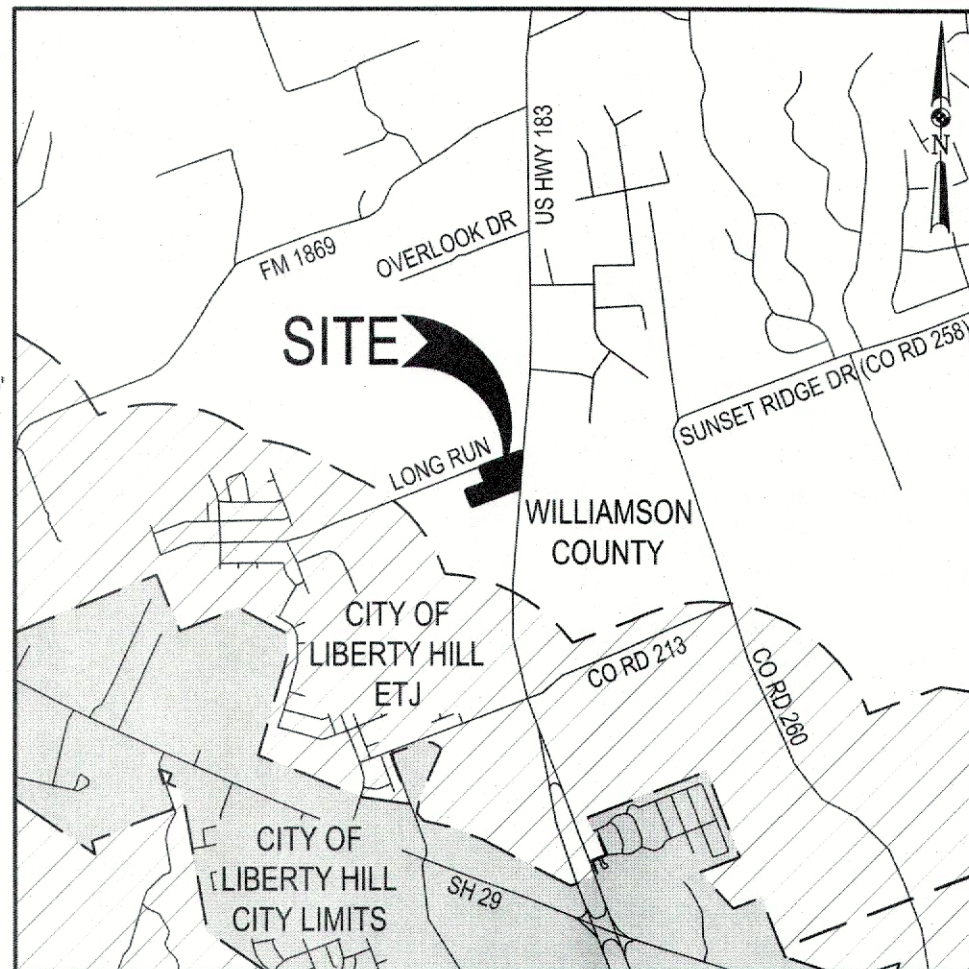 N
US HWY 183
FM 1869
OVERLOOK DR
SITE
SUNSET RIDGE DR (CO RD 258)
LONG RUN
WILLIAMSON
COUNTY
CITY OF
LIBERTY HILL
ETJ
CO RD 213
CO RD 260
CITY OF
LIBERTY HILL
CITY LIMITS
SH 29